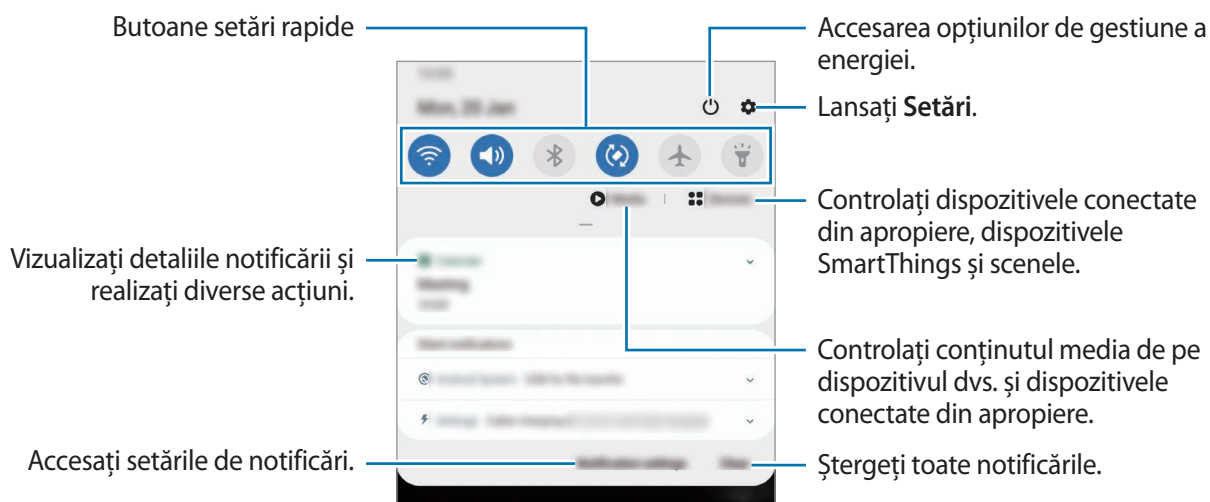 Butoane setări rapide
Accesarea opțiunilor de gestiune a
energiei.
Lansați Setări.
Controlați dispozitivele conectate
din apropiere, dispozitivele
SmartThings și scenele.
Vizualizați detaliile notificării și
realizați diverse acțiuni.
Controlați conținutul media de pe
dispozitivul dvs. și dispozitivele
conectate din apropiere.
Accesați setările de notificări.
Ștergeți toate notificările.